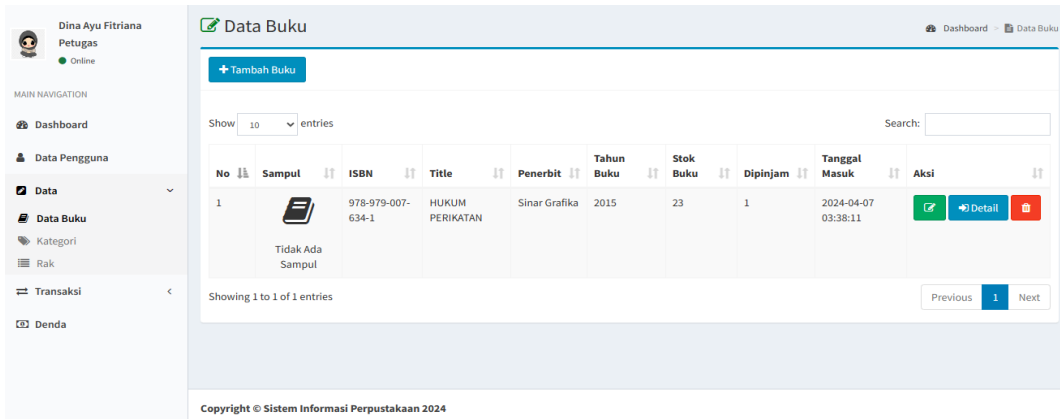 Dina Ayu Fitriana
Petugas
Online
MAIN NAVIGATION
Dashboard
Data Pengguna
Data
Data Buku
Kategori
Rak
Transaksi
Denda
Data Buku
Dashboard > Data Buku
Tambah Buku
Show 10 entries
Search:
No Sampul ISBN Title Penerbit Tahun Buku Stok Buku Dipinjam Tanggal Masuk Aksi
1 Tidak Ada Sampul 978-979-007-634-1 HUKUM PERIKATAN Sinar Grafika 2015 23 1 2024-04-07 03:38:11 Detail
Showing 1 to 1 of 1 entries
Previous 1 Next
Copyright © Sistem Informasi Perpustakaan 2024